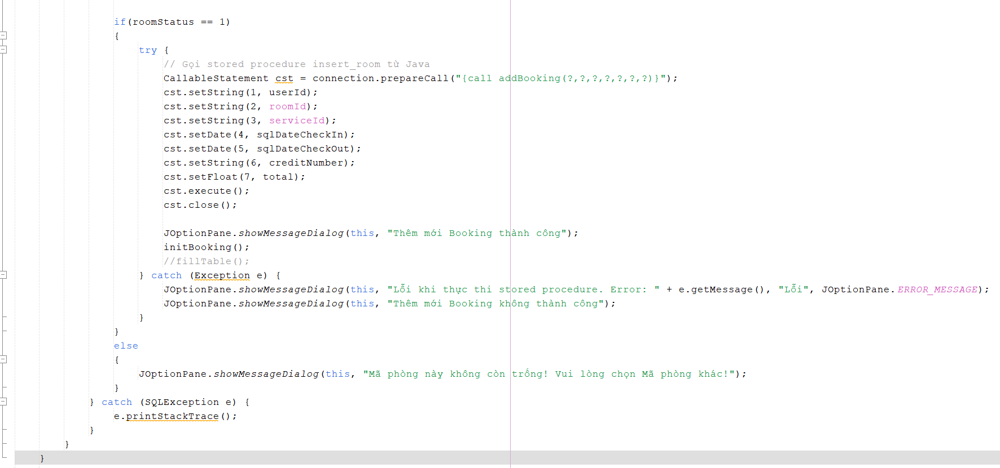 if(roomStatus == 1)
{
try {
// Gọi stored procedure insert_room từ Java
CallableStatement cst = connection.prepareCall("{call addBooking(?,?,?,?,?,?,?)}");
cst.setString(1, userId);
cst.setString(2, roomId);
cst.setString(3, serviceId);
cst.setDate(4, sqlDateCheckIn);
cst.setDate(5, sqlDateCheckOut);
cst.setString(6, creditNumber);
cst.setFloat(7, total);
cst.execute();
cst.close();
JOptionPane.showMessageDialog(this, "Thêm mới Booking thành công");
initBooking();
//fillTable();
} catch (Exception e) {
JOptionPane.showMessageDialog(this, "Lỗi khi thực thi stored procedure. Error: " + e.getMessage(), "Lỗi", JOptionPane.ERROR_MESSAGE);
JOptionPane.showMessageDialog(this, "Thêm mới Booking không thành công");
}
}
else
{
JOptionPane.showMessageDialog(this, "Mã phòng này không còn trống! Vui lòng chọn Mã phòng khác!");
}
} catch (SQLException e) {
e.printStackTrace();
}
}
}